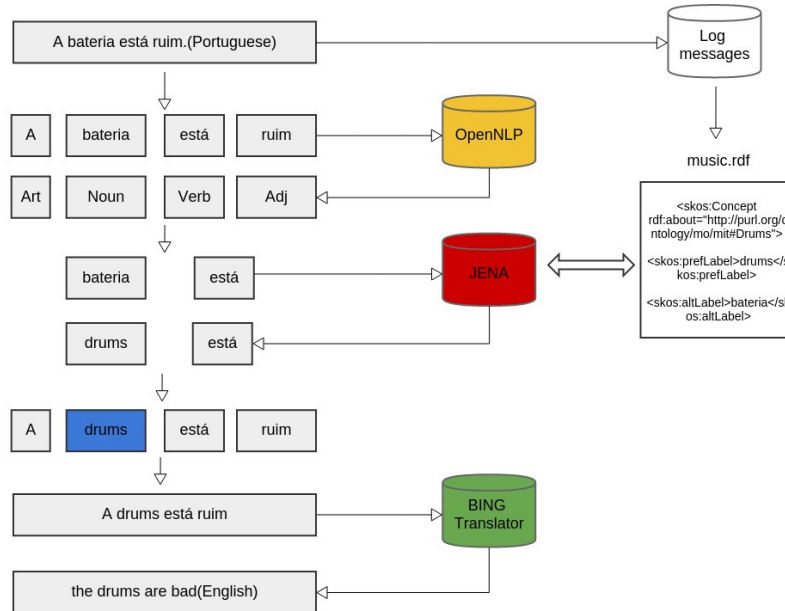 A bateria está ruim.(Portuguese)
Log
messages
A
bateria
está
ruim
OpenNLP
Art
Noun
Verb
Adj
music.rdf
<skos:Concept
rdf:about="http://purl.org/o
ntology/mo/mit#Drums">
<skos:prefLabel>drums</s
kos:prefLabel>
<skos:altLabel>bateria</sk
os:altLabel>
bateria
está
JENA
drums
está
A
drums
está
ruim
A drums está ruim
BING
Translator
the drums are bad(English)